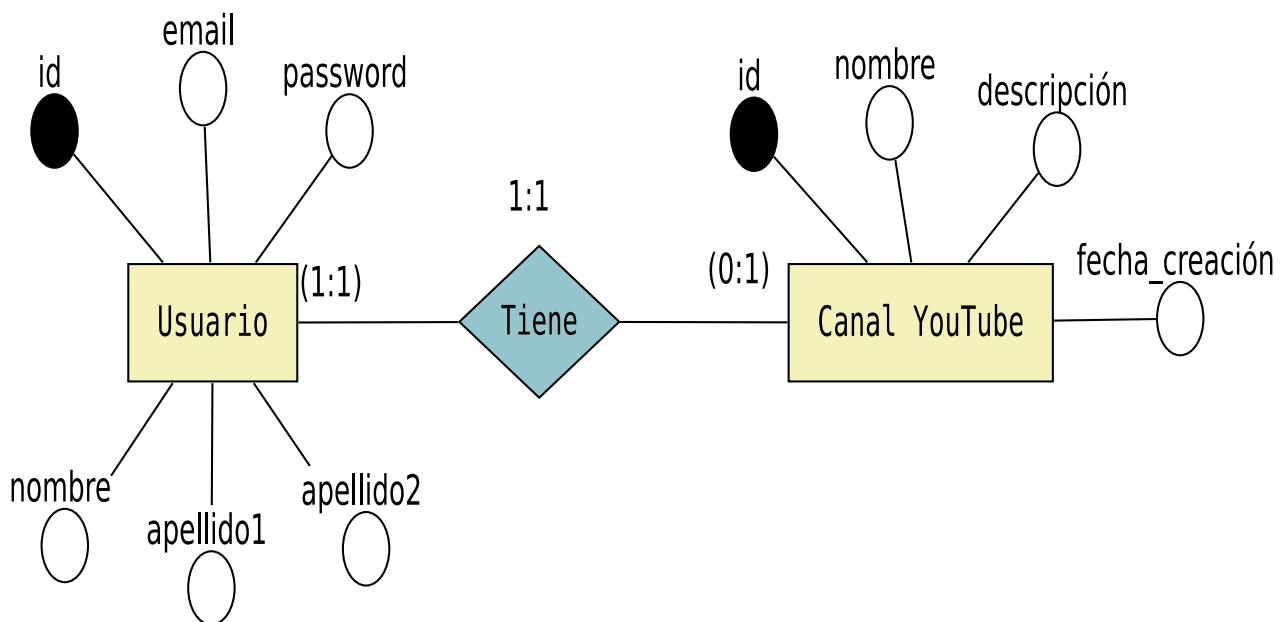 email
id
password
id
nombre
descripción
1:1
(1:1)
(0:1)
fecha_creación
Usuario
Tiene
Canal YouTube
nombre
apellido1
apellido2